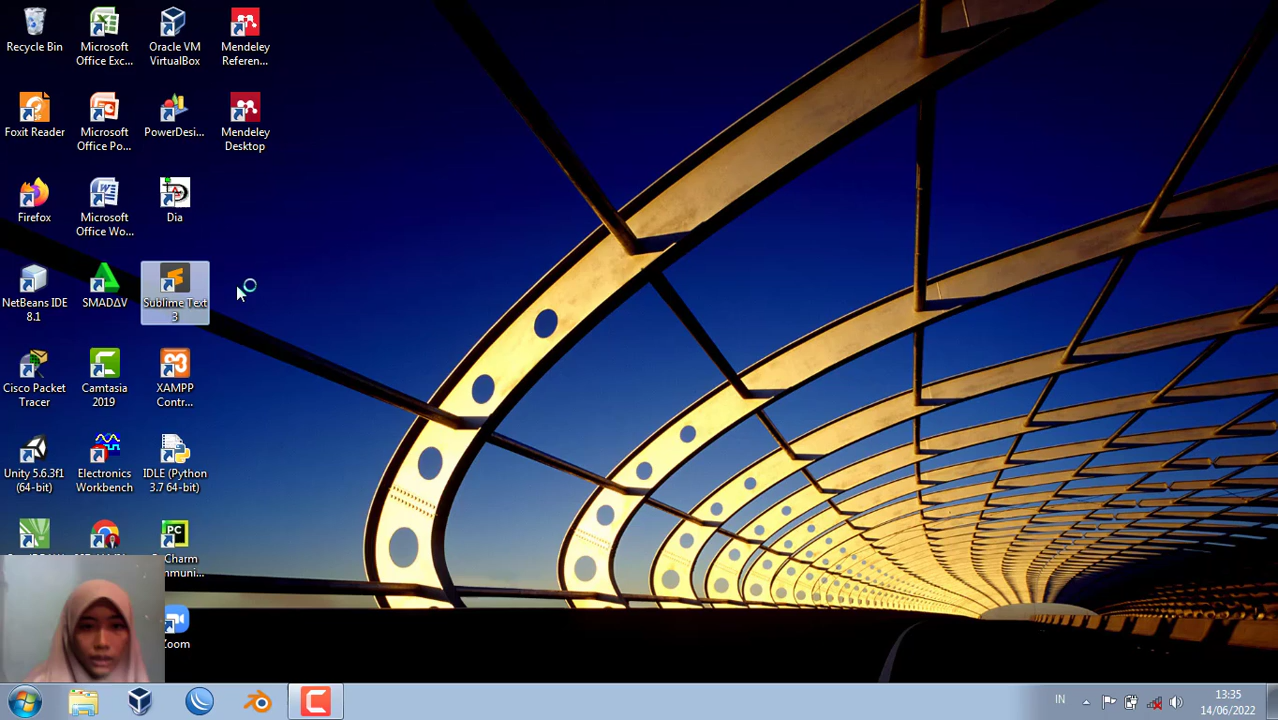 Recycle Bin
Microsoft
Office Exc...
Oracle VM
VirtualBox
Mendeley
Referen...
Foxit Reader
Microsoft
Office Po...
PowerDesi...
Mendeley
Desktop
Firefox
Microsoft
Office Wo...
Dia
NetBeans IDE
8.1
SMADΔV
Sublime Text
3
Cisco Packet
Tracer
Camtasia
2019
XAMPP
Contr...
Unity 5.6.3f1
(64-bit)
Electronics
Workbench
IDLE (Python
3.7 64-bit)
PC
Zoom
IN
13:35
14/06/2022